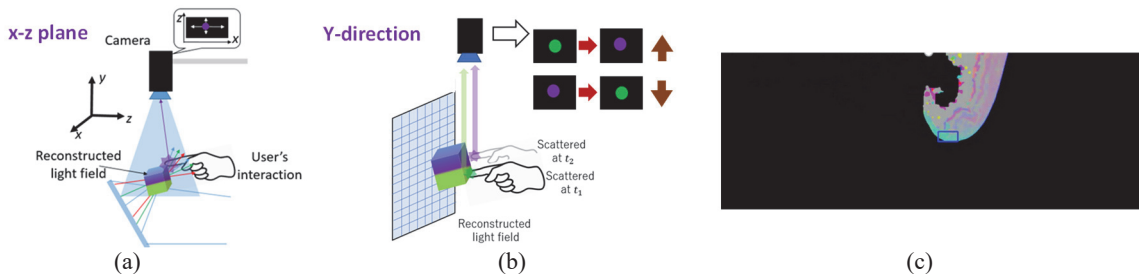 x-z plane
Camera
z
x
y
z
x
Reconstructed
light field
User's
interaction
(a)
Y-direction
Scattered
at t₂
Scattered
at t₁
Reconstructed
light field
(b)
(c)